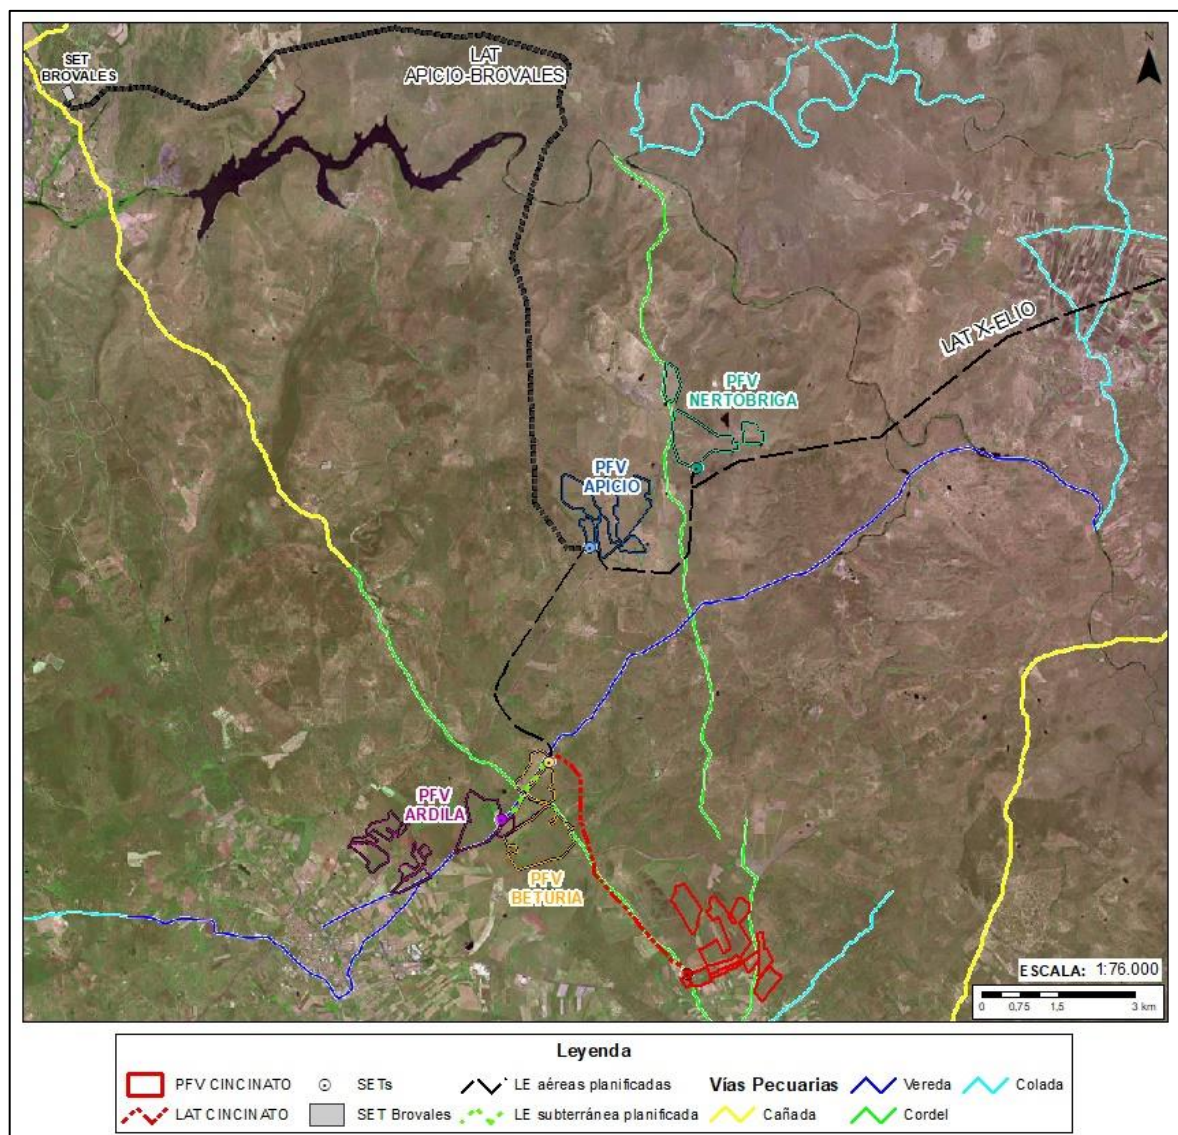 N
SET
BROVALES
LAT
APICIO-BROVALES
LAT X-ELIO
PFV
NERTOBRIGA
PFV
APICIO
PFV
ARDILA
PFV
BETURIA
ESCALA: 1:76.000
0 0,75 1,5 3 km
Leyenda
PFV CINCINATO
SETs
LE aéreas planificadas
Vías Pecuarias
Vereda
Colada
LAT CINCINATO
SET Brovales
LE subterránea planificada
Cañada
Cordel